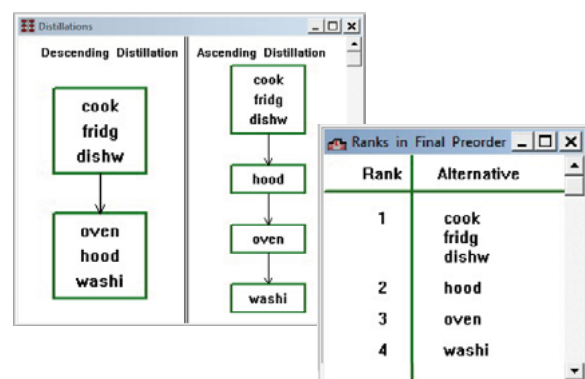 Distillations
Descending Distillation
cook
fridg
dishw
oven
hood
washi
Ascending Distillation
cook
fridg
dishw
hood
oven
washi
Ranks in Final Preorder
Rank Alternative
1 cook
fridg
dishw
2 hood
3 oven
4 washi